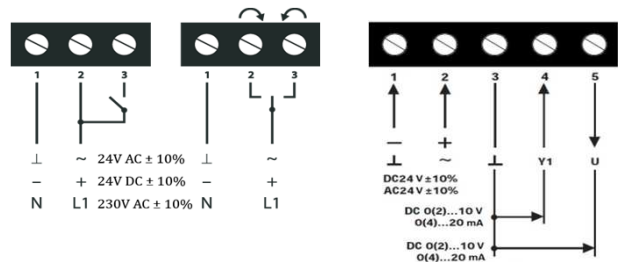 1 2 3
⊥ ~ 24V AC ± 10%
− + 24V DC ± 10%
N L1 230V AC ± 10%
1 2 3
⊥ ~
− +
N L1
1 2 3 4 5
− +
⊥ ~ ⊥ Y1 U
DC24V±10%
AC24V±10%
DC 0(2)...10 V
0(4)...20 mA
DC 0(2)...10 V
0(4)...20 mA